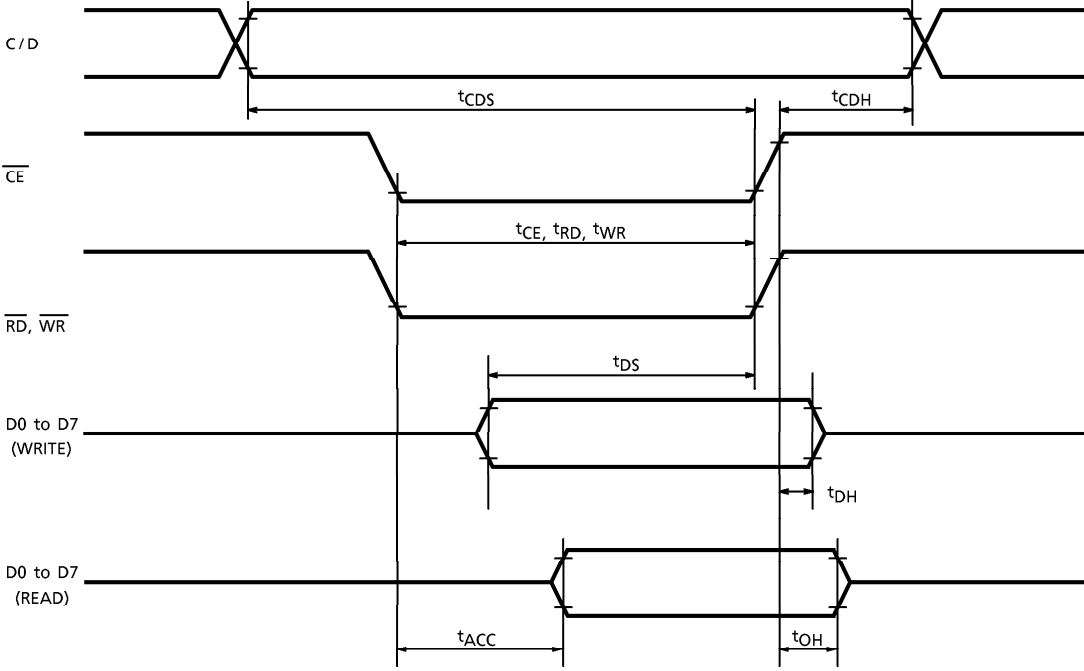 C/D
tCDS
tCDH
CE
tCE, tRD, tWR
RD, WR
tDS
D0 to D7
(WRITE)
tDH
D0 to D7
(READ)
tACC
tOH